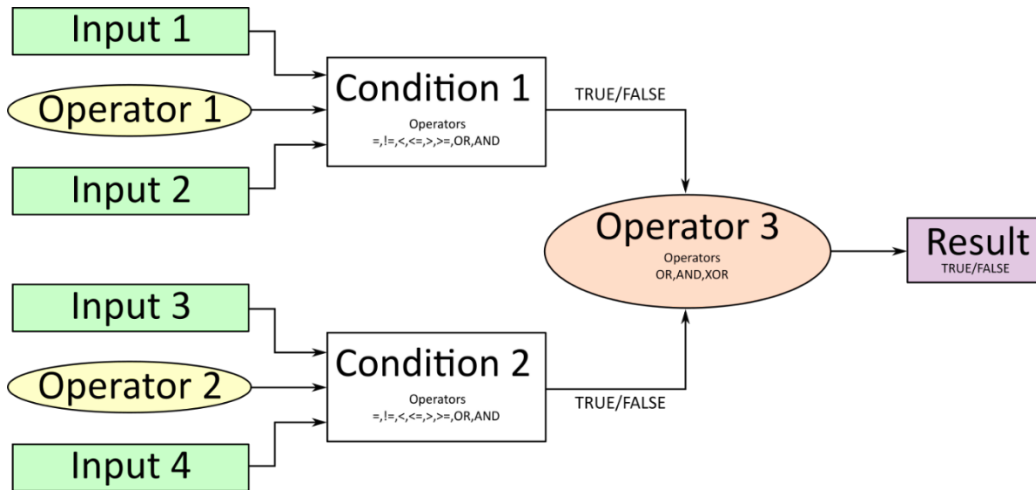 Input 1
Operator 1
Input 2
Condition 1
Operators
=,!=,<,<=,>,>=,OR,AND
TRUE/FALSE
Operator 3
Operators
OR,AND,XOR
Result
TRUE/FALSE
Input 3
Operator 2
Input 4
Condition 2
Operators
=,!=,<,<=,>,>=,OR,AND
TRUE/FALSE